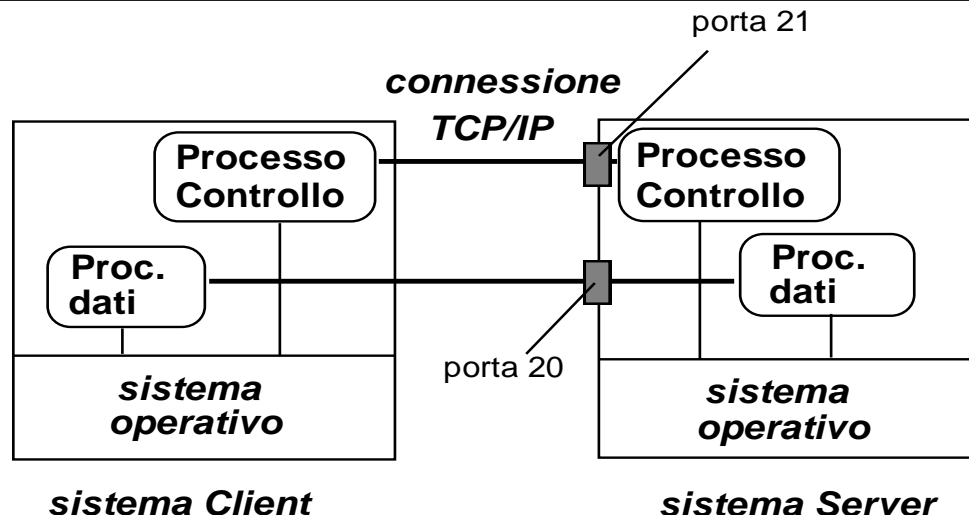 porta 21
connessione
TCP/IP
Processo
Controllo
Processo
Controllo
Proc.
dati
Proc.
dati
porta 20
sistema
operativo
sistema
operativo
sistema Client
sistema Server